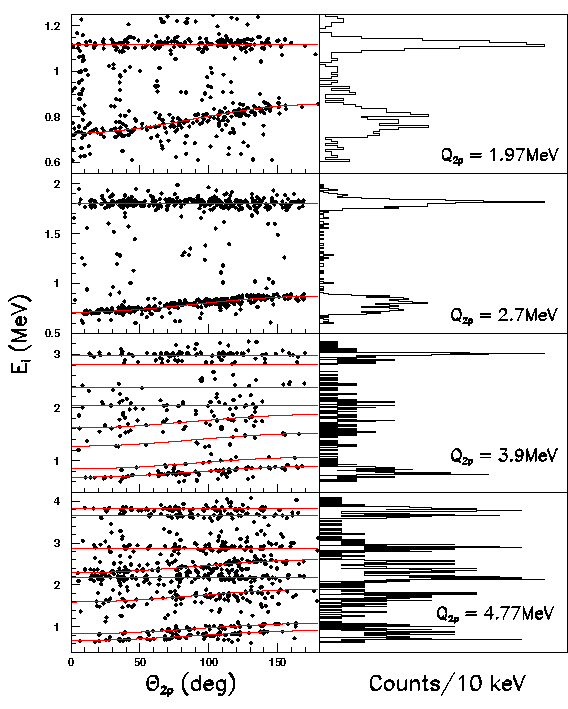 1.2
1
0.8
0.6
Q2p = 1.97MeV
2
1.5
1
0.5
Q2p = 2.7MeV
Ei (MeV)
3
2
1
Q2p = 3.9MeV
4
3
2
1
Q2p = 4.77MeV
0 50 100 150
Θ2p (deg)
Counts/10 keV